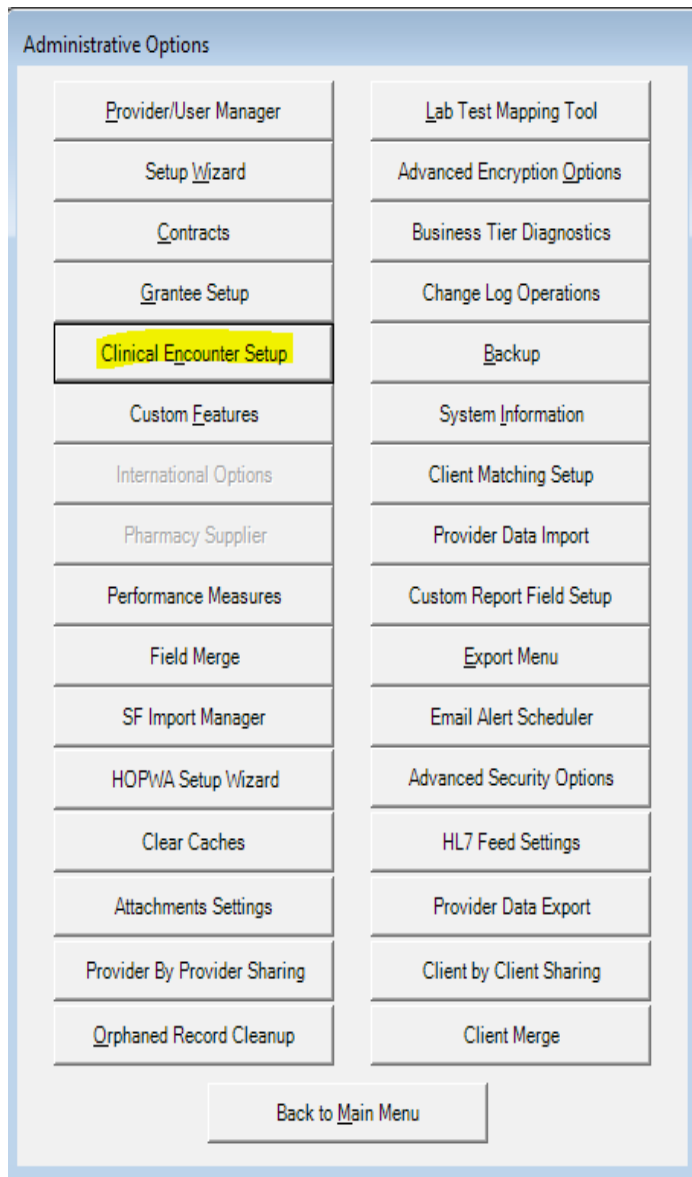 Administrative Options
Provider/User Manager
Lab Test Mapping Tool
Setup Wizard
Advanced Encryption Options
Contracts
Business Tier Diagnostics
Grantee Setup
Change Log Operations
Clinical Encounter Setup
Backup
Custom Features
System Information
International Options
Client Matching Setup
Pharmacy Supplier
Provider Data Import
Performance Measures
Custom Report Field Setup
Field Merge
Export Menu
SF Import Manager
Email Alert Scheduler
HOPWA Setup Wizard
Advanced Security Options
Clear Caches
HL7 Feed Settings
Attachments Settings
Provider Data Export
Provider By Provider Sharing
Client by Client Sharing
Orphaned Record Cleanup
Client Merge
Back to Main Menu